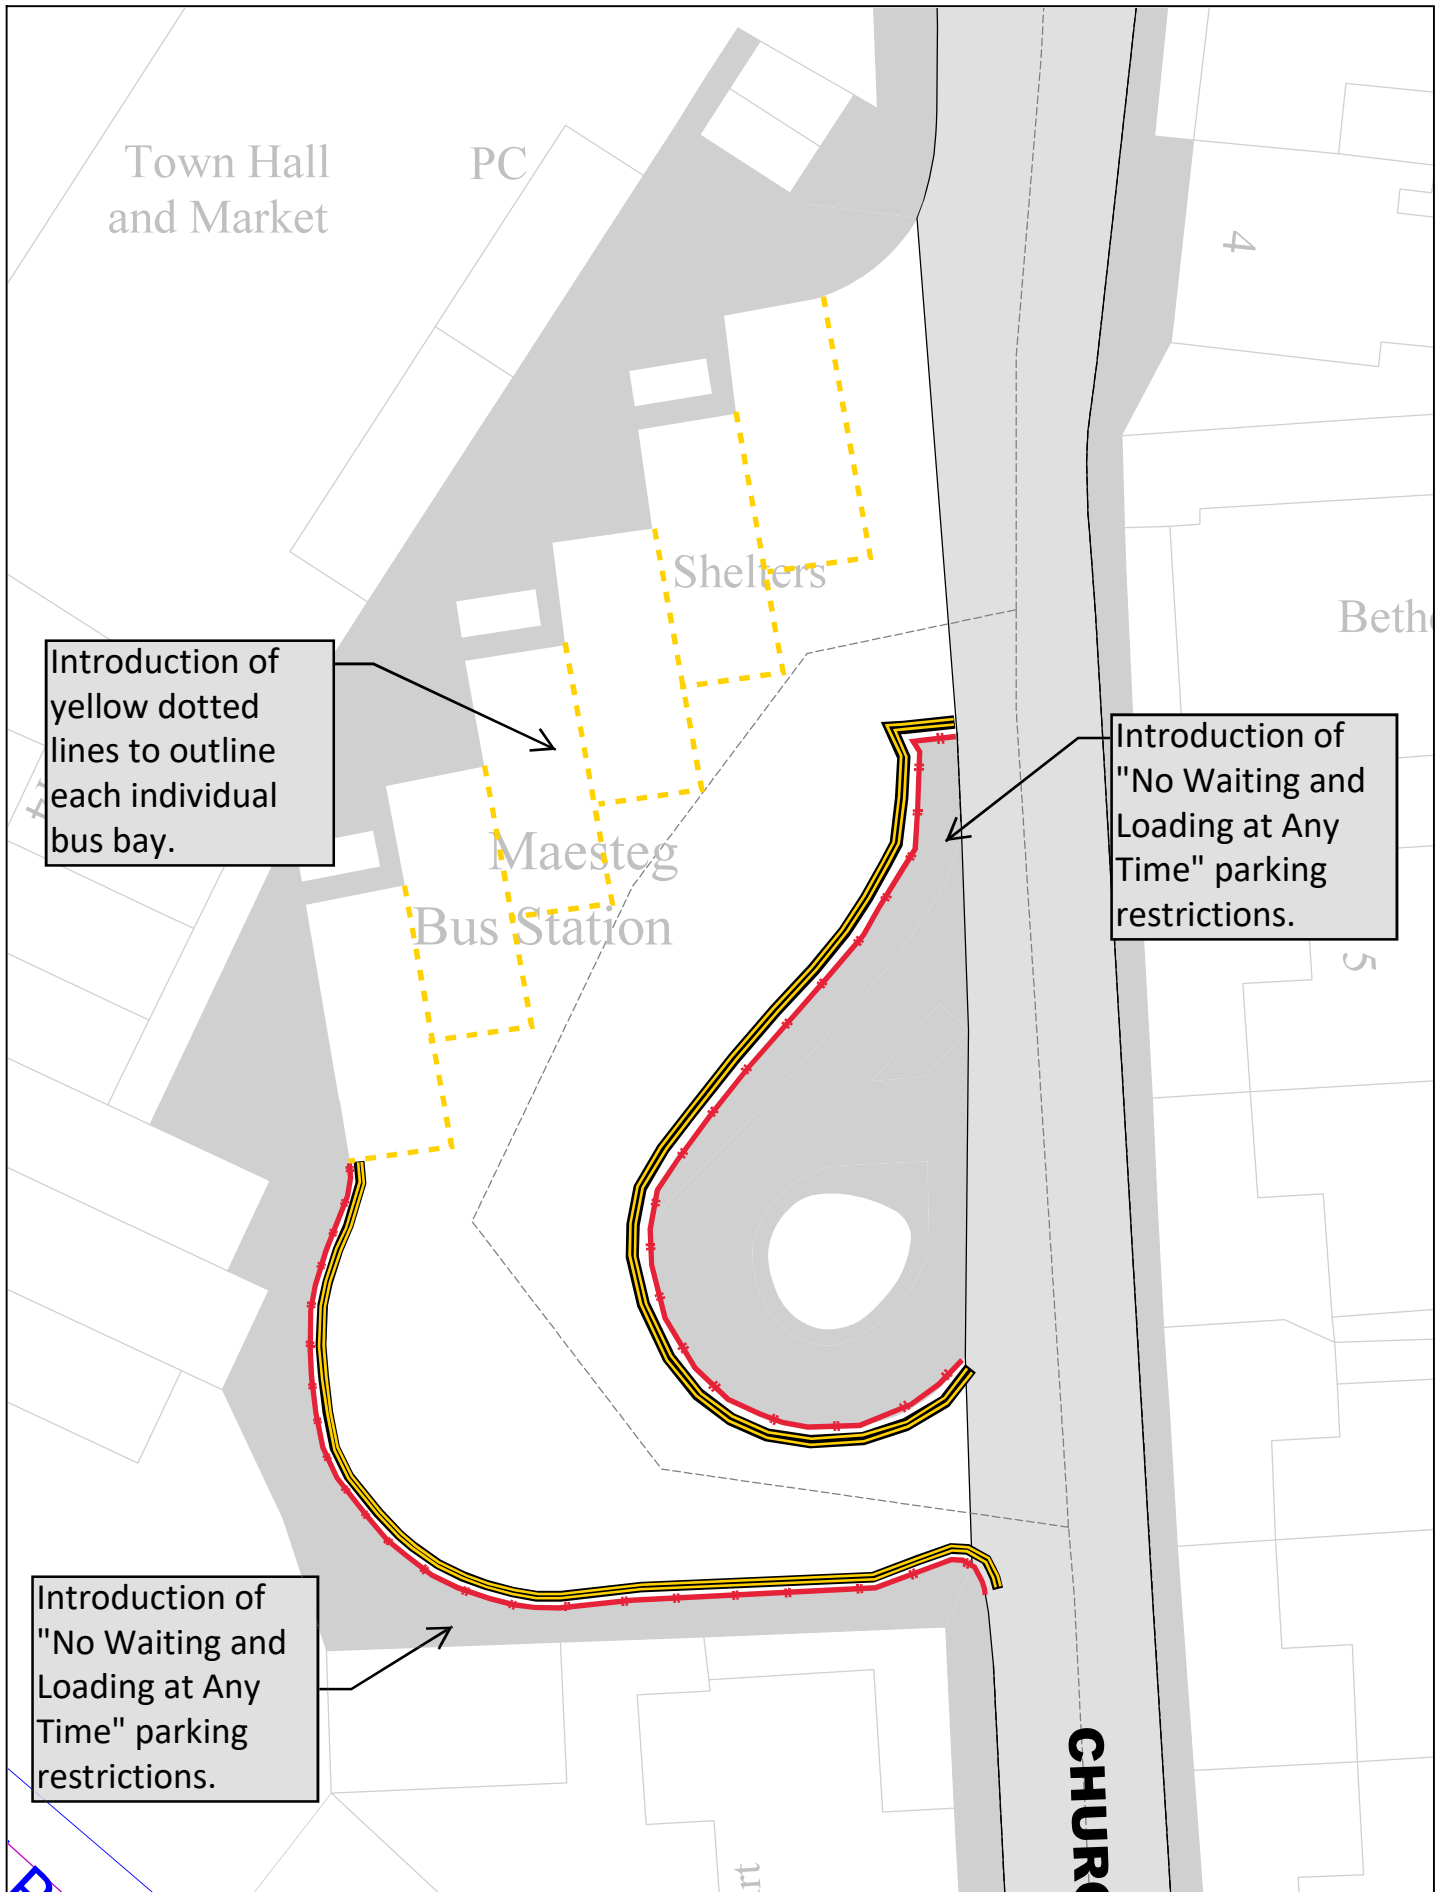 Town Hall
and Market
PC
4
Shelters
Introduction of
yellow dotted
lines to outline
each individual
bus bay.
Introduction of
"No Waiting and
Loading at Any
Time" parking
restrictions.
Maesteg
Bus Station
5
Introduction of
"No Waiting and
Loading at Any
Time" parking
restrictions.